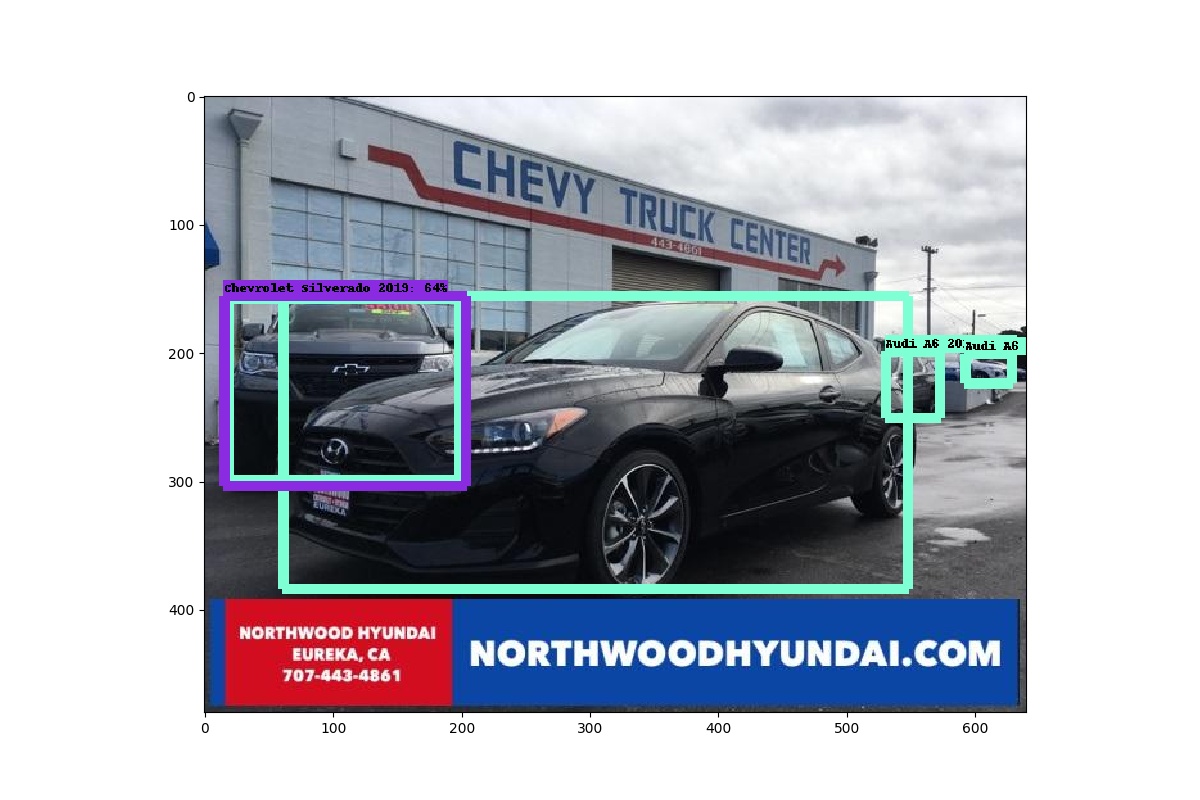 0
100
200
300
400
0
100
200
300
400
500
600
CHEVY TRUCK CENTER
443-4861
Chevrolet Silverado 2019: 64%
Audi A6 20
Audi A6
EUREKA
NORTHWOOD HYUNDAI
EUREKA, CA
707-443-4861
NORTHWOODHYUNDAI.COM